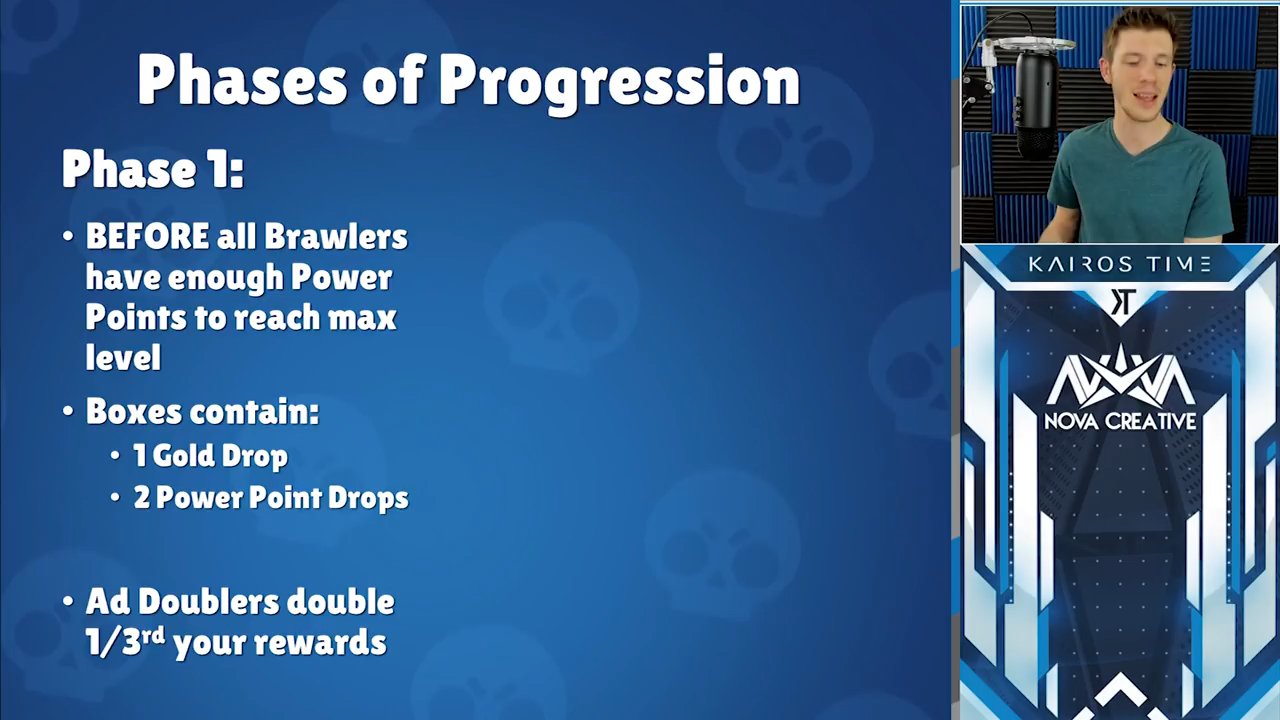 Phases of Progression
Phase 1:
• BEFORE all Brawlers
have enough Power
Points to reach max
level
• Boxes contain:
• 1 Gold Drop
• 2 Power Point Drops
• Ad Doublers double
1/3rd your rewards
KAIROS TIME
KT
NOVA
NOVA CREATIVE